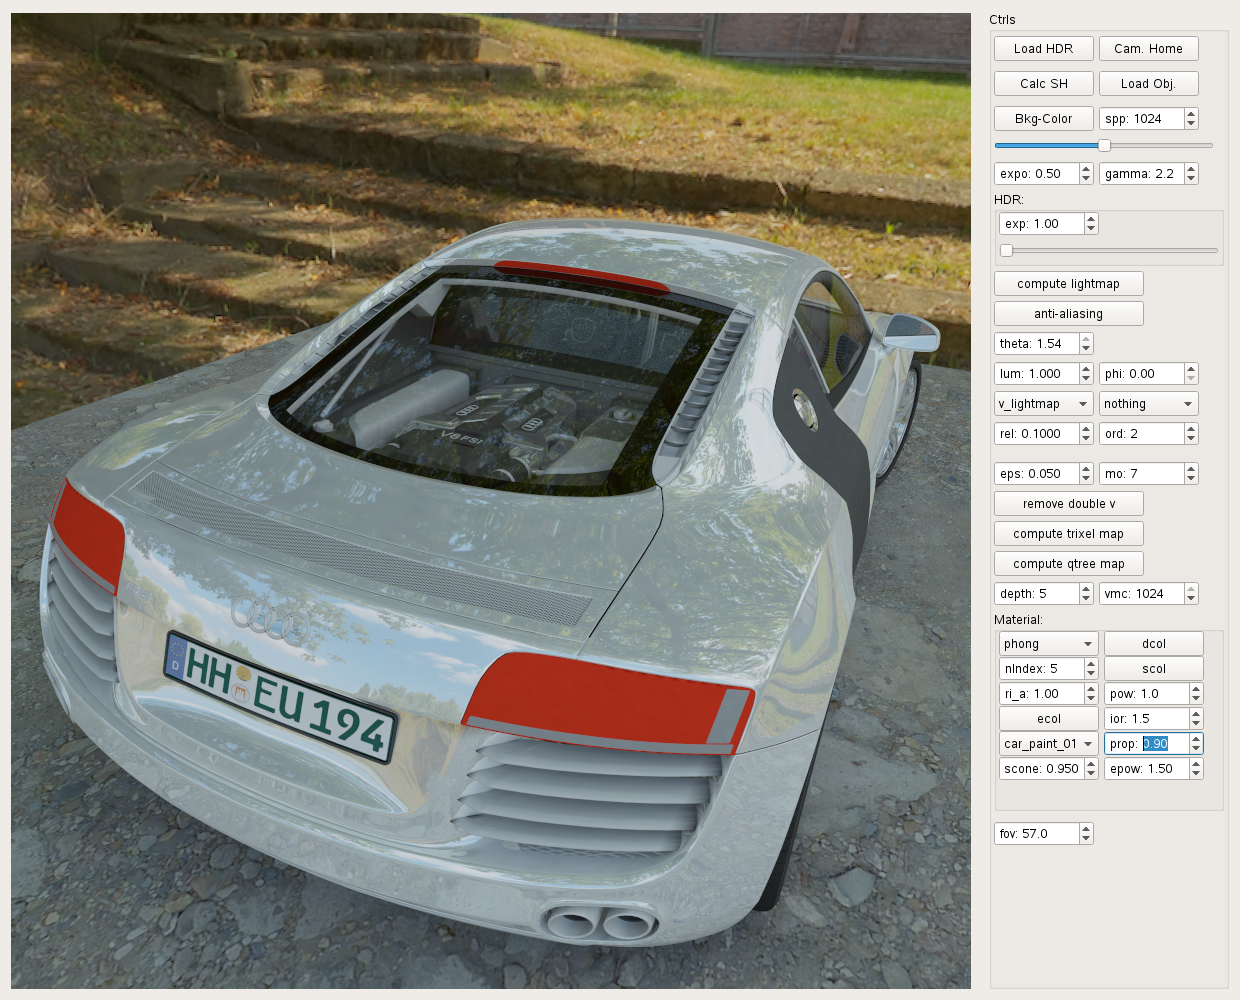 Ctrls
Load HDR Cam. Home
Calc SH Load Obj.
Bkg-Color spp: 1024
expo: 0.50 gamma: 2.2
HDR:
exp: 1.00
compute lightmap
anti-aliasing
theta: 1.54
lum: 1.000 phi: 0.00
v_lightmap nothing
rel: 0.1000 ord: 2
eps: 0.050 mo: 7
remove double v
compute trixel map
compute qtree map
depth: 5 vmc: 1024
Material:
phong dcol
nIndex: 5 scol
ri_a: 1.00 pow: 1.0
ecol ior: 1.5
car_paint_01 prop: 0.90
scone: 0.950 epow: 1.50
fov: 57.0
V8 FSI
D HH EU 194